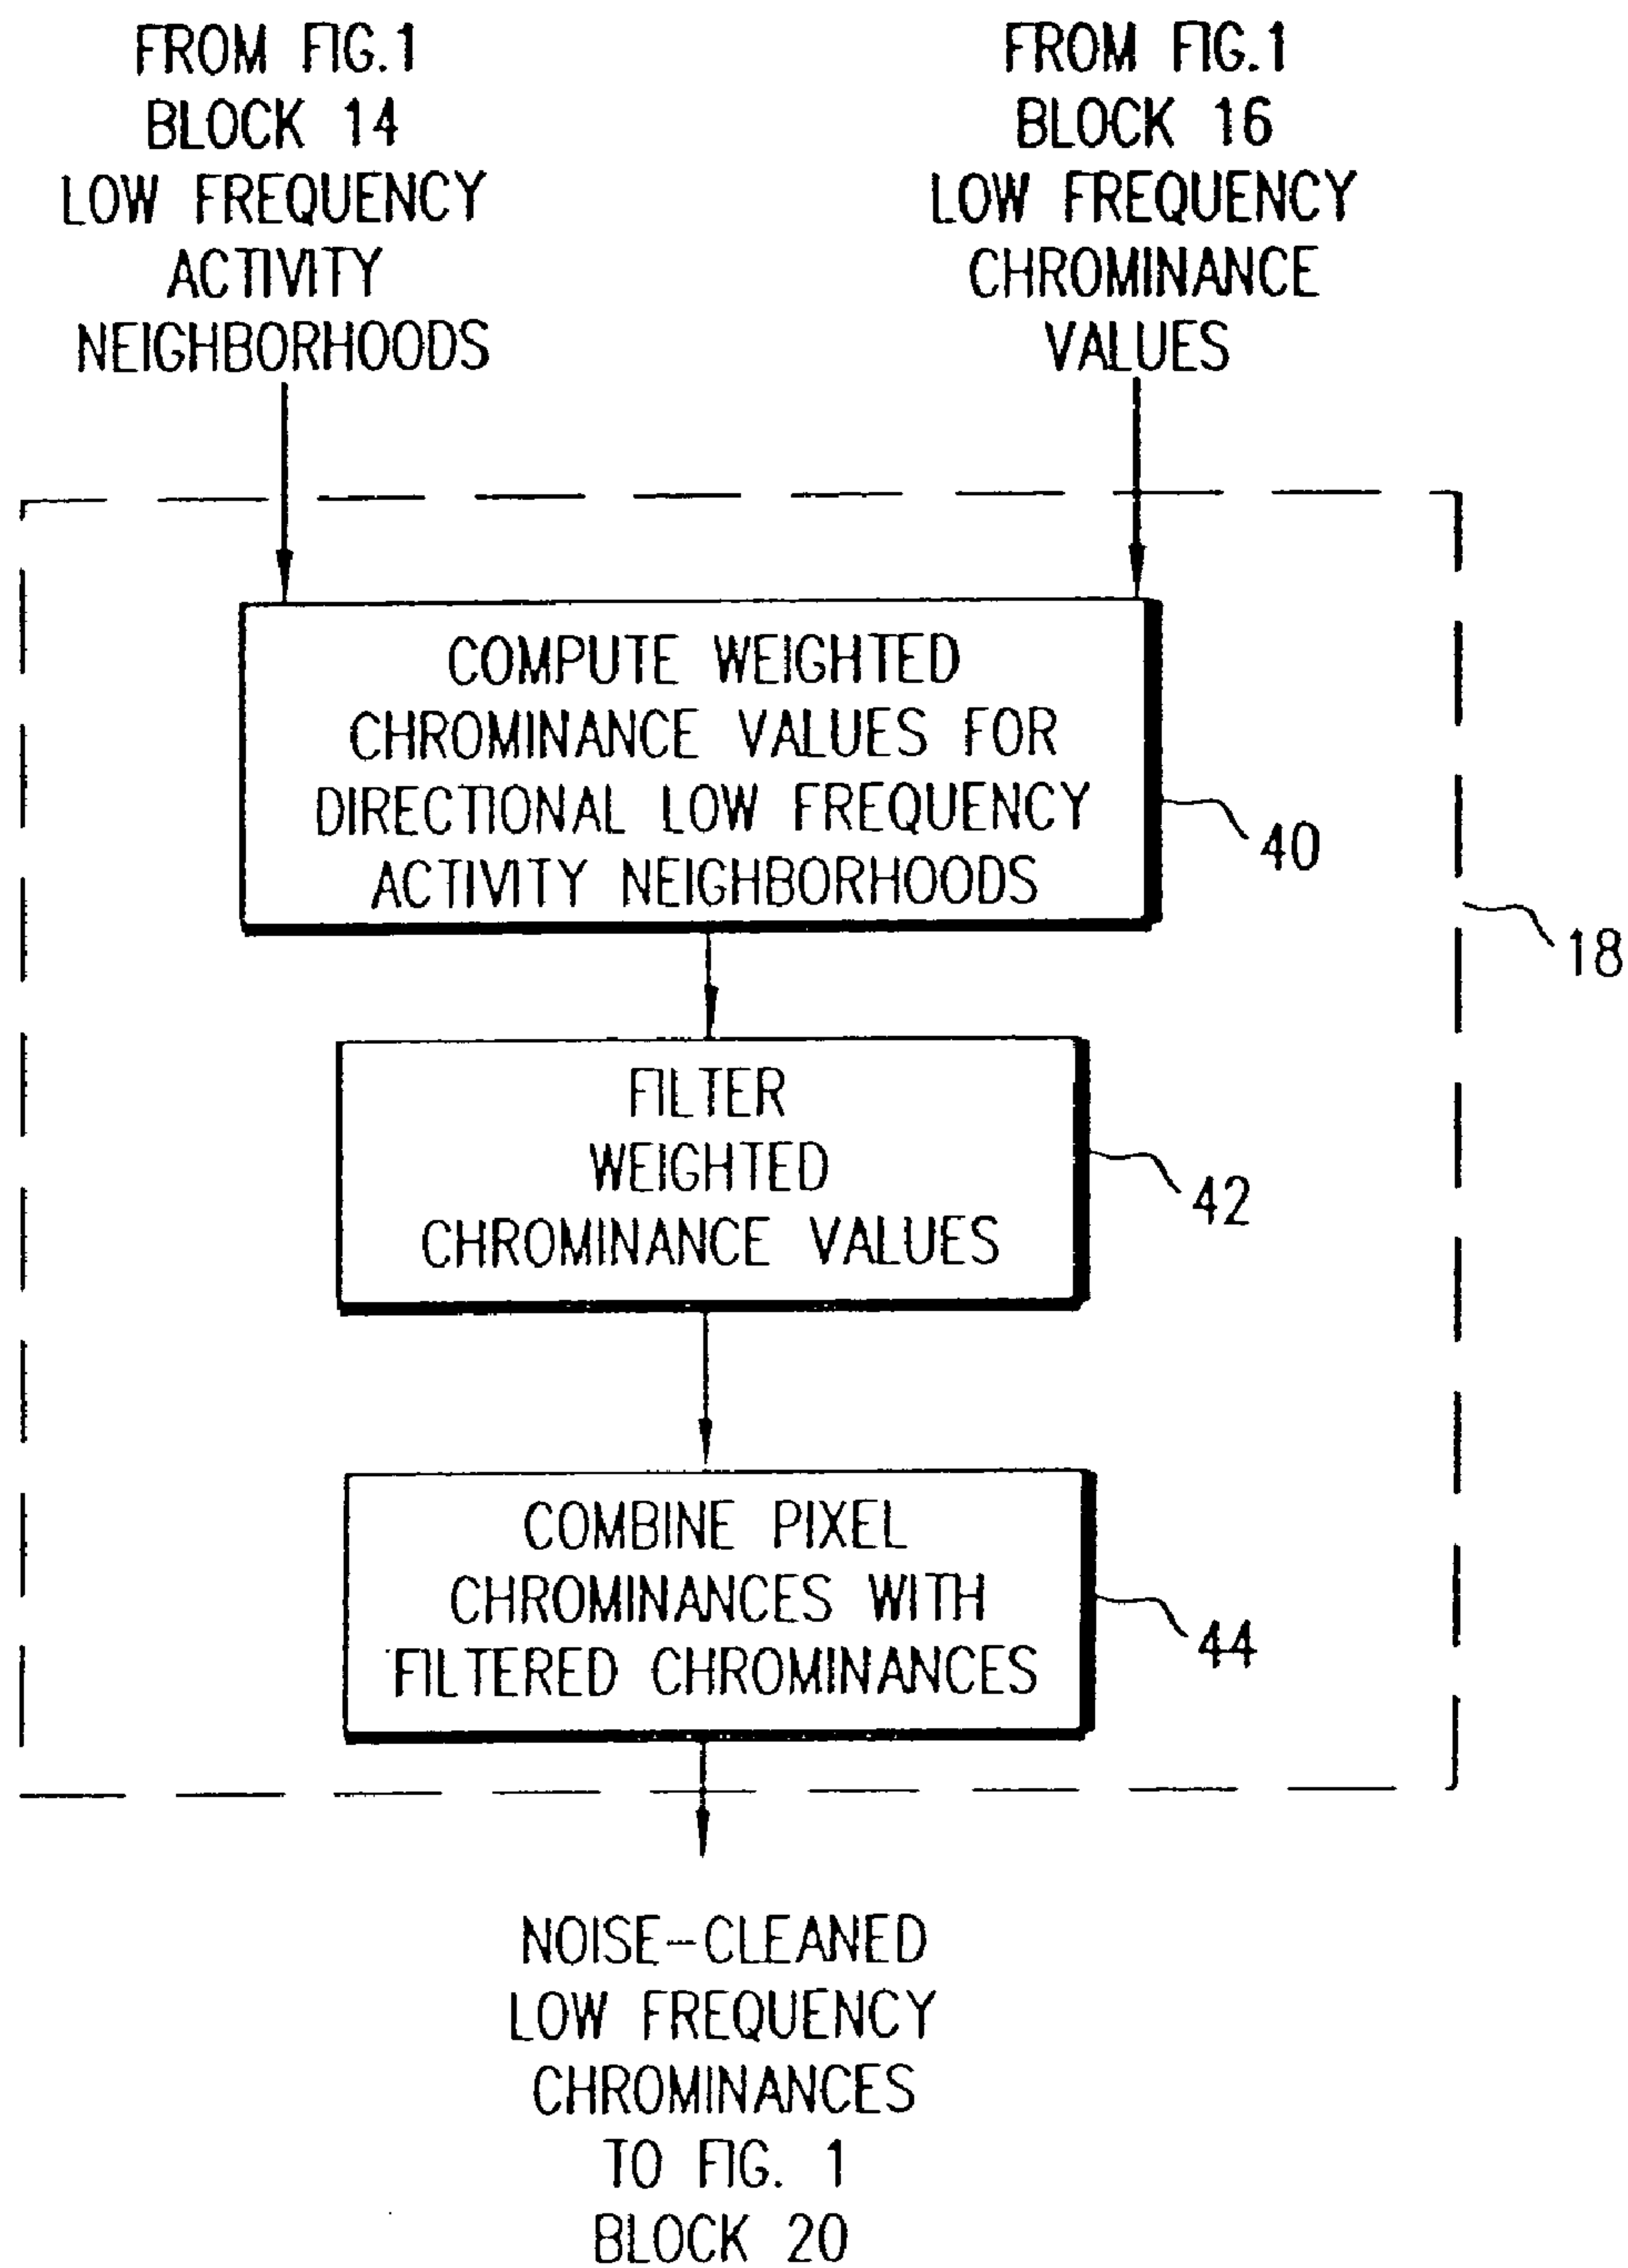 FROM FIG.1
BLOCK 14
LOW FREQUENCY
ACTIVITY
NEIGHBORHOODS
FROM FIG.1
BLOCK 16
LOW FREQUENCY
CHROMINANCE
VALUES
COMPUTE WEIGHTED
CHROMINANCE VALUES FOR
DIRECTIONAL LOW FREQUENCY
ACTIVITY NEIGHBORHOODS
40
18
FILTER
WEIGHTED
CHROMINANCE VALUES
42
COMBINE PIXEL
CHROMINANCES WITH
FILTERED CHROMINANCES
44
NOISE-CLEANED
LOW FREQUENCY
CHROMINANCES
TO FIG. 1
BLOCK 20